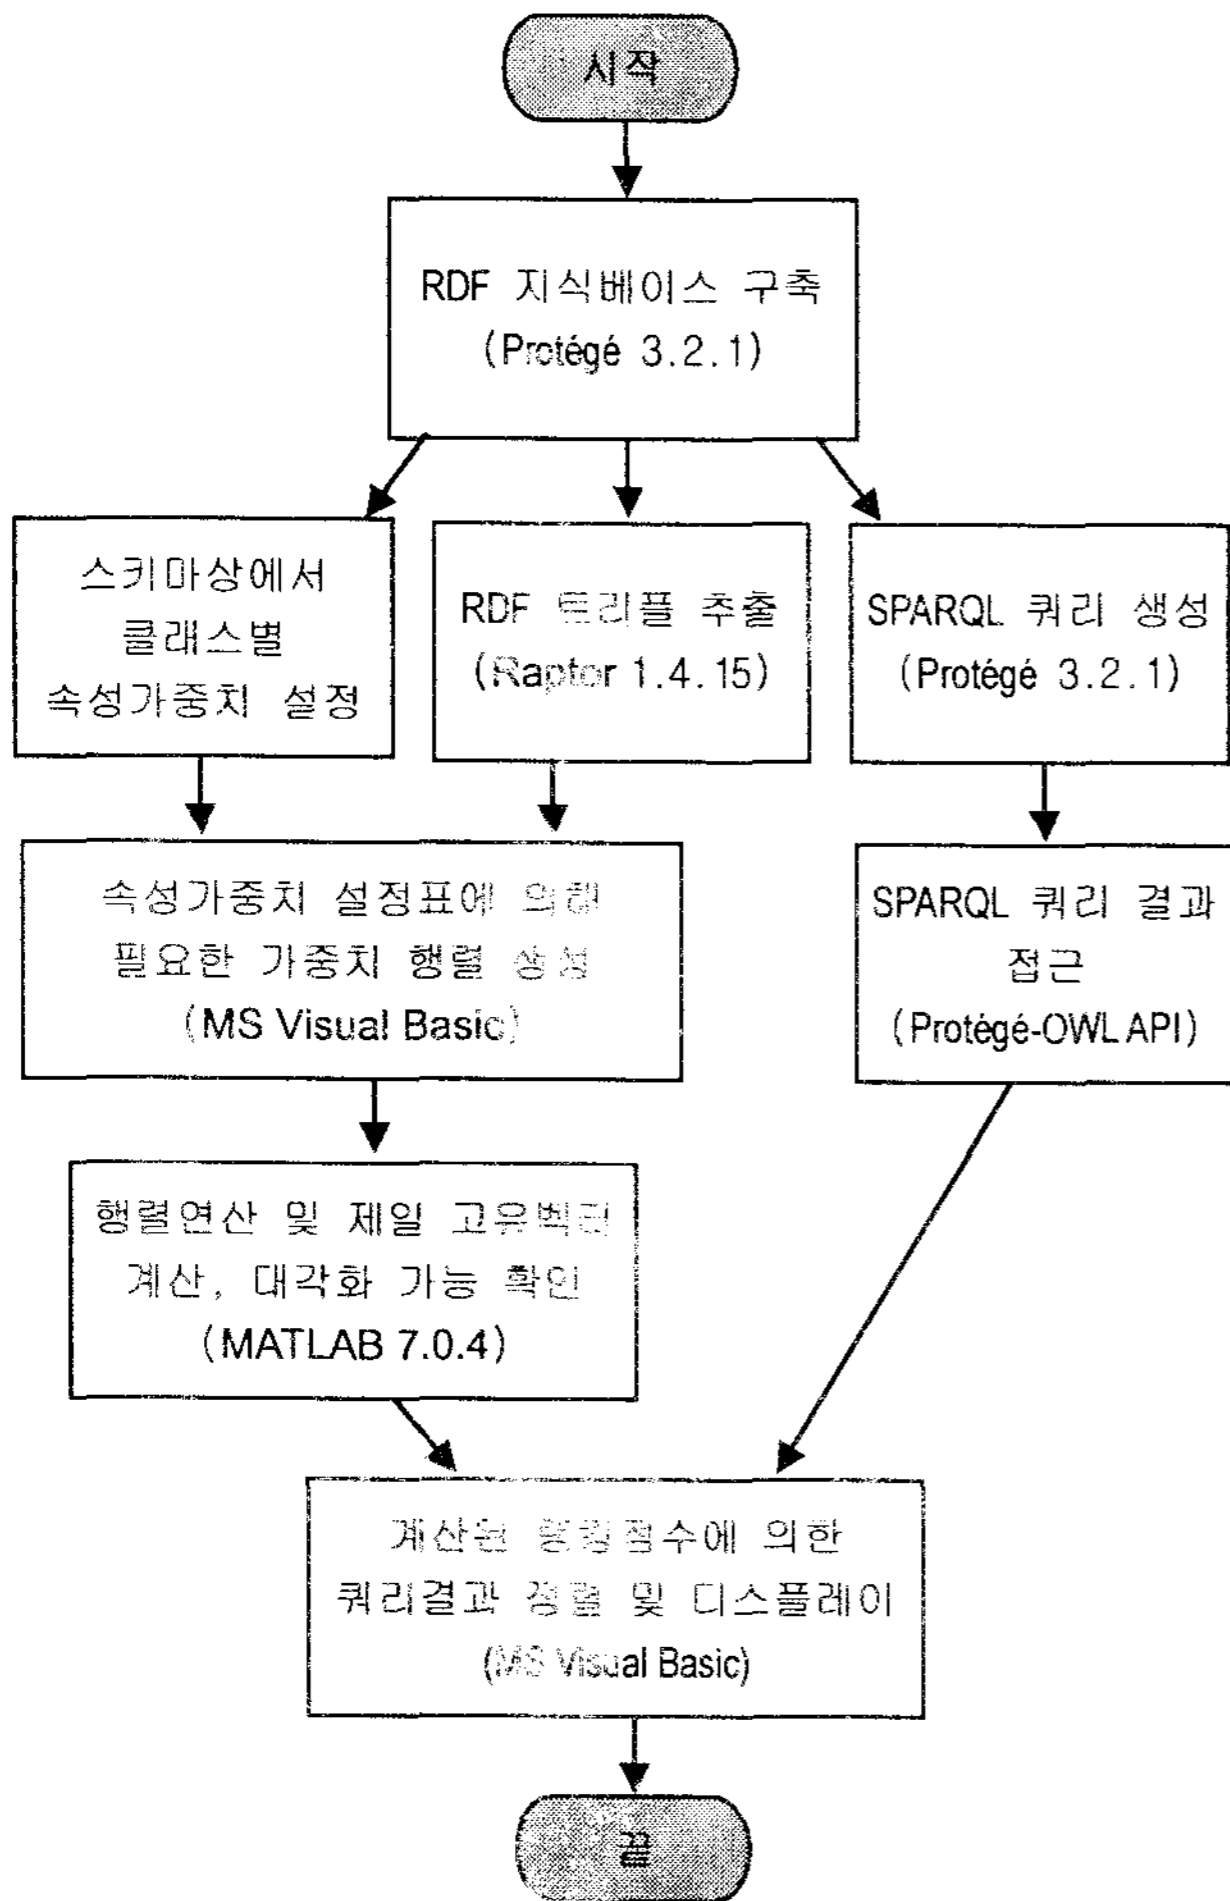 시작
RDF 지식베이스 구축
(Protégé 3.2.1)
스키마상에서
클래스별
속성가중치 설정
RDF 트리플 추출
(Raptor 1.4.15)
SPARQL 쿼리 생성
(Protégé 3.2.1)
속성가중치 설정표에 의해
필요한 가중치 행렬 생성
(MS Visual Basic)
SPARQL 쿼리 결과
접근
(Protégé-OWL API)
행렬연산 및 제일 고유벡터
계산, 대각화 가능 확인
(MATLAB 7.0.4)
계산된 랭킹점수에 의한
쿼리결과 정렬 및 디스플레이
(MS Visual Basic)
끝